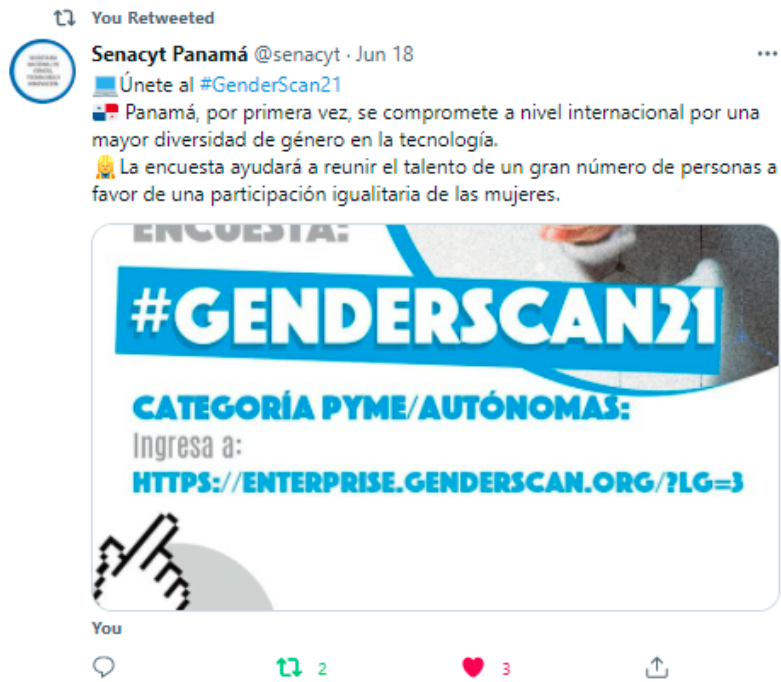 You Retweeted
Senacyt Panamá @senacyt · Jun 18
Únete al #GenderScan21
Panamá, por primera vez, se compromete a nivel internacional por una
mayor diversidad de género en la tecnología.
La encuesta ayudará a reunir el talento de un gran número de personas a
favor de una participación igualitaria de las mujeres.
ENCUESTA:
#GENDERSCAN21
CATEGORÍA PYME/AUTÓNOMAS:
Ingresa a:
HTTPS://ENTERPRISE.GENDERSCAN.ORG/?LG=3
You
2 3